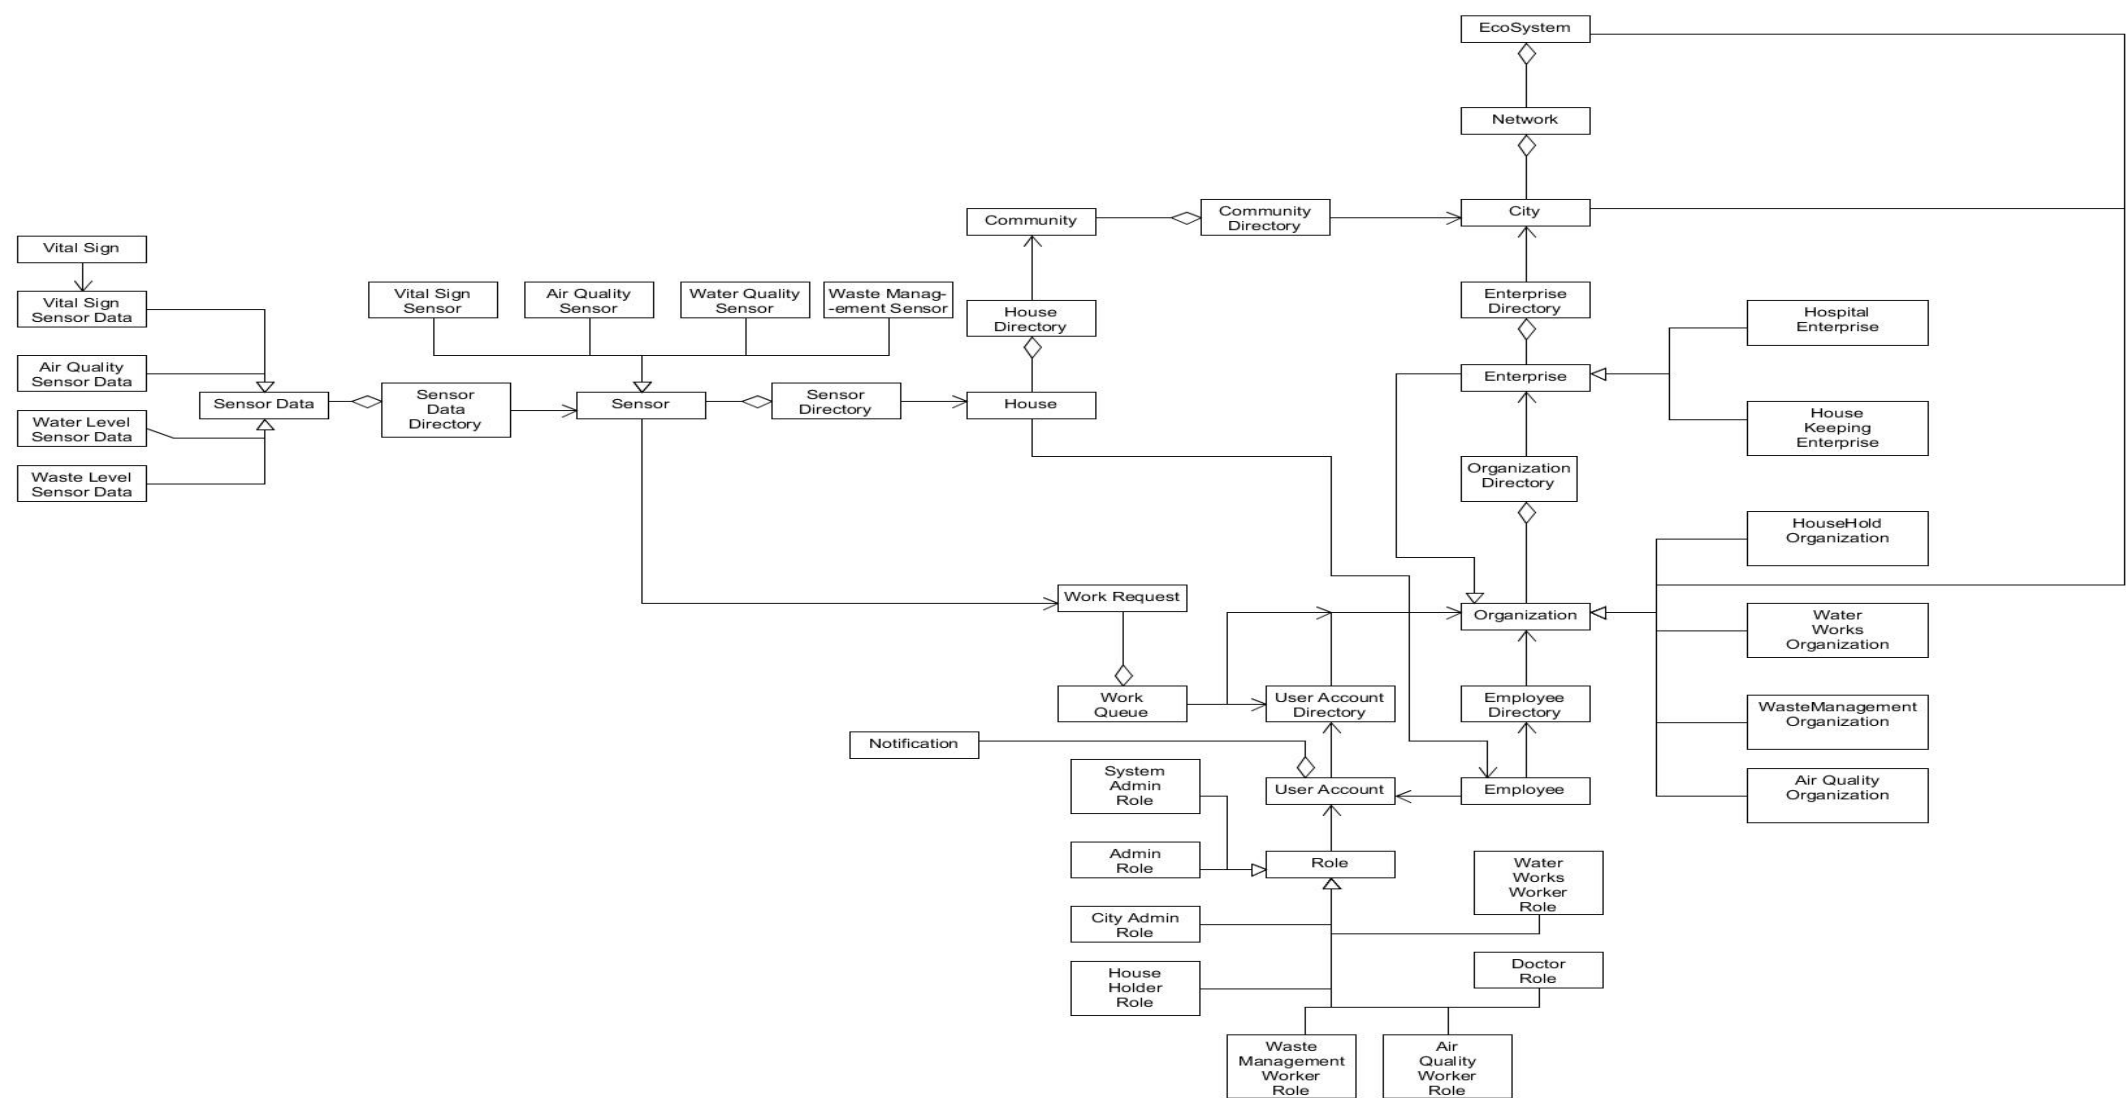 EcoSystem
Network
Community
Directory
City
Community
Vital Sign
Vital Sign
Sensor Data
Vital Sign
Sensor
Air Quality
Sensor
Water Quality
Sensor
Waste Manag-
-ement Sensor
House
Directory
Enterprise
Directory
Hospital
Enterprise
Air Quality
Sensor Data
Sensor Data
Sensor
Data
Directory
Sensor
Sensor
Directory
House
Enterprise
House
Keeping
Enterprise
Water Level
Sensor Data
Waste Level
Sensor Data
Organization
Directory
HouseHold
Organization
Work Request
Organization
Water
Works
Organization
Work
Queue
User Account
Directory
Employee
Directory
WasteManagement
Organization
Notification
System
Admin
Role
User Account
Employee
Air Quality
Organization
Admin
Role
Role
Water
Works
Worker
Role
City Admin
Role
House
Holder
Role
Doctor
Role
Waste
Management
Worker
Role
Air
Quality
Worker
Role